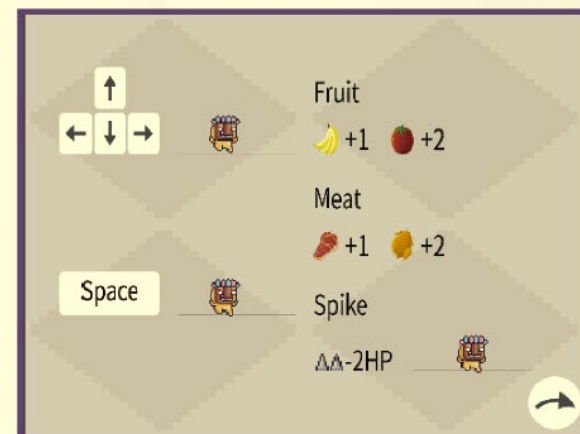 Fruit
+1 +2
Meat
+1 +2
Space
Spike
-2HP